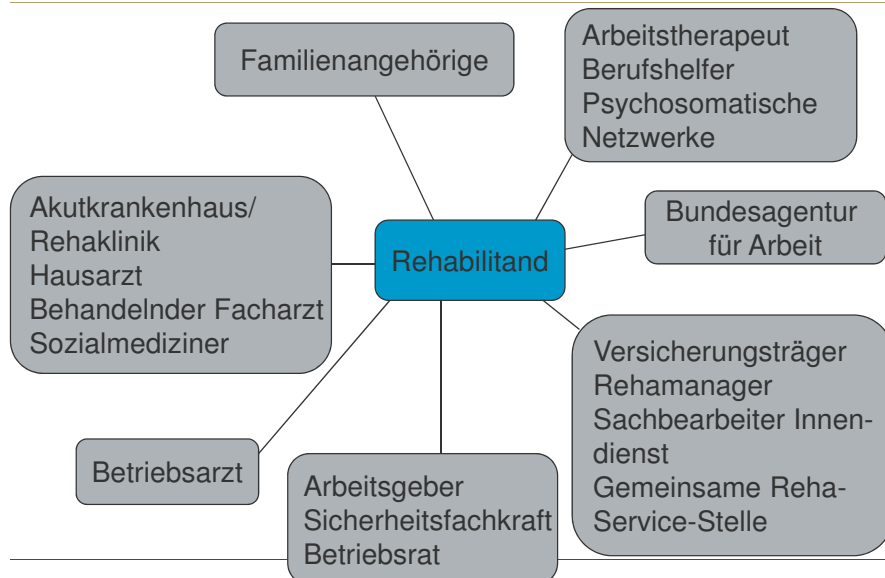 Familienangehörige
Arbeitstherapeut
Berufshelfer
Psychosomatische
Netzwerke
Akutkrankenhaus/
Rehaklinik
Hausarzt
Behandelnder Facharzt
Sozialmediziner
Rehabilitand
Bundesagentur
für Arbeit
Versicherungsträger
Rehamanager
Sachbearbeiter Innen-
dienst
Gemeinsame Reha-
Service-Stelle
Betriebsarzt
Arbeitsgeber
Sicherheitsfachkraft
Betriebsrat